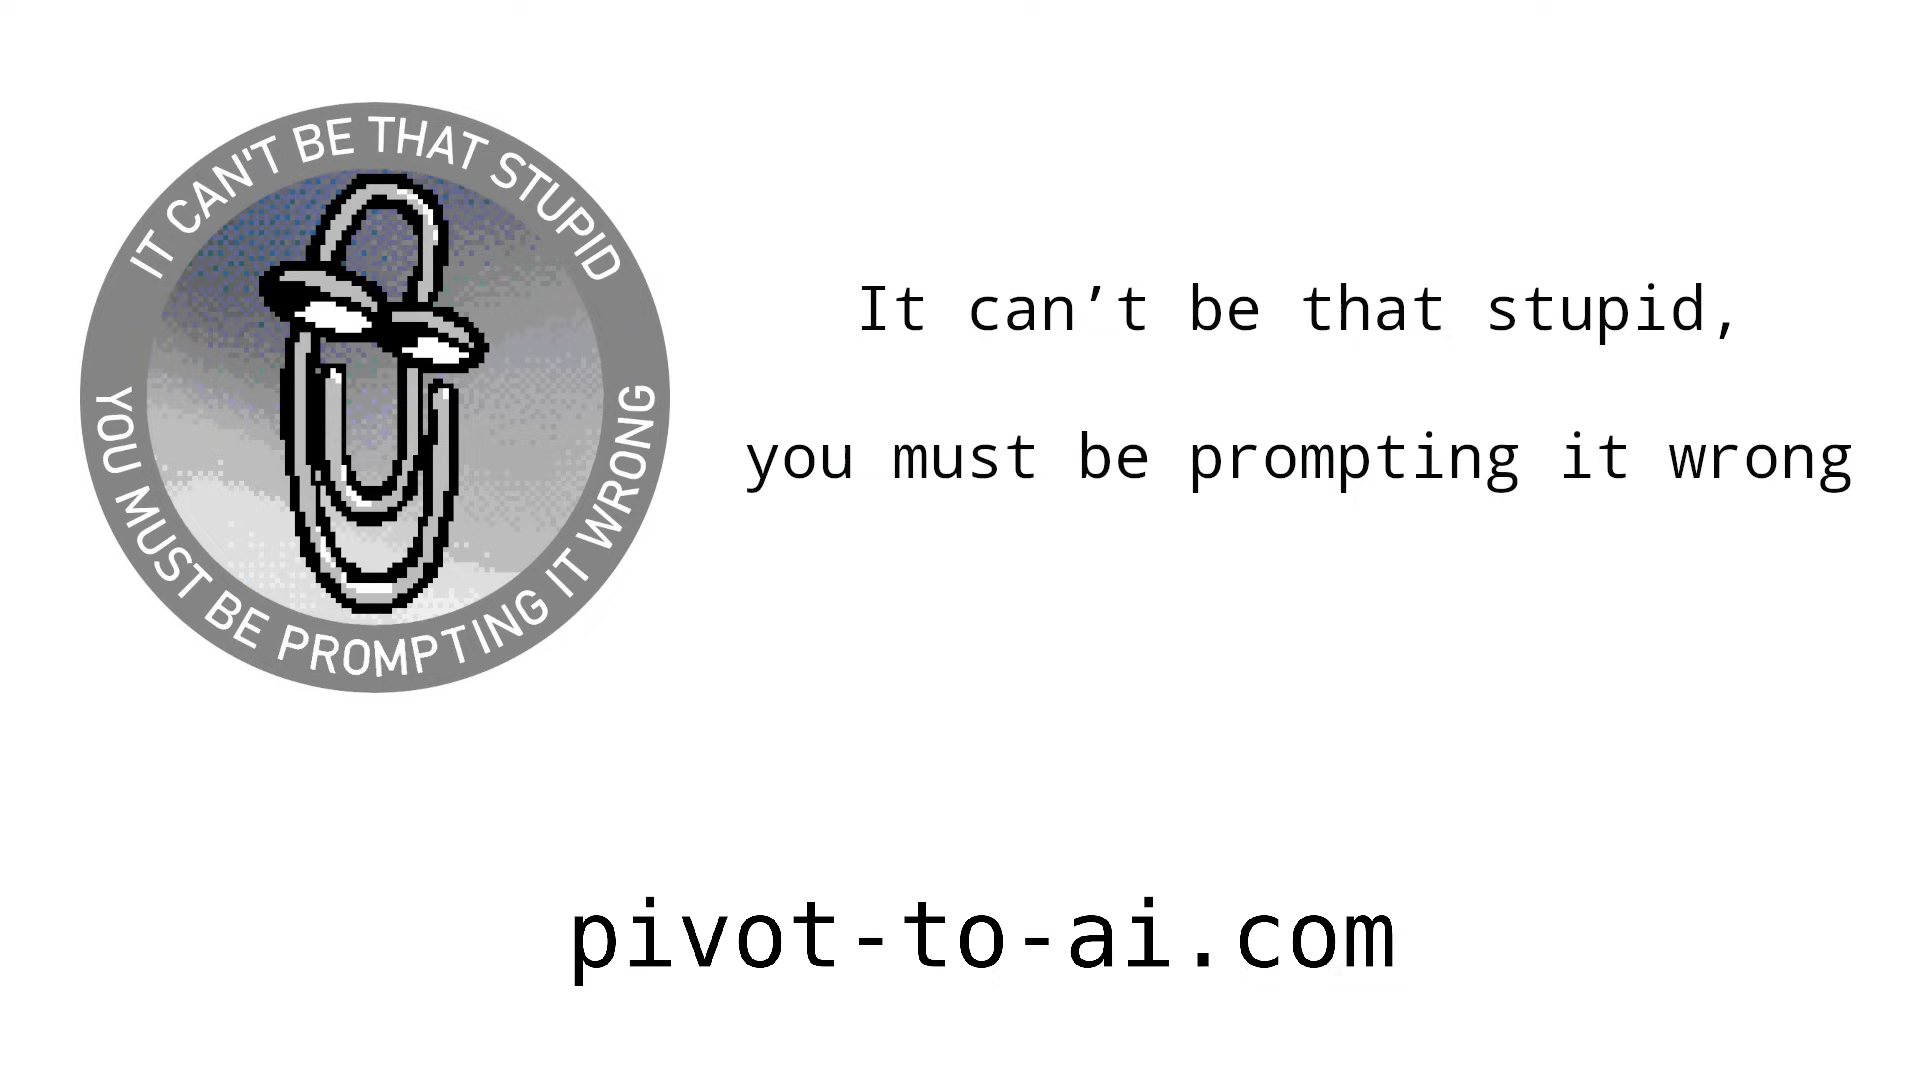 IT CAN'T BE THAT STUPID
YOU MUST BE PROMPTING IT WRONG
It can’t be that stupid,
you must be prompting it wrong
pivot-to-ai.com